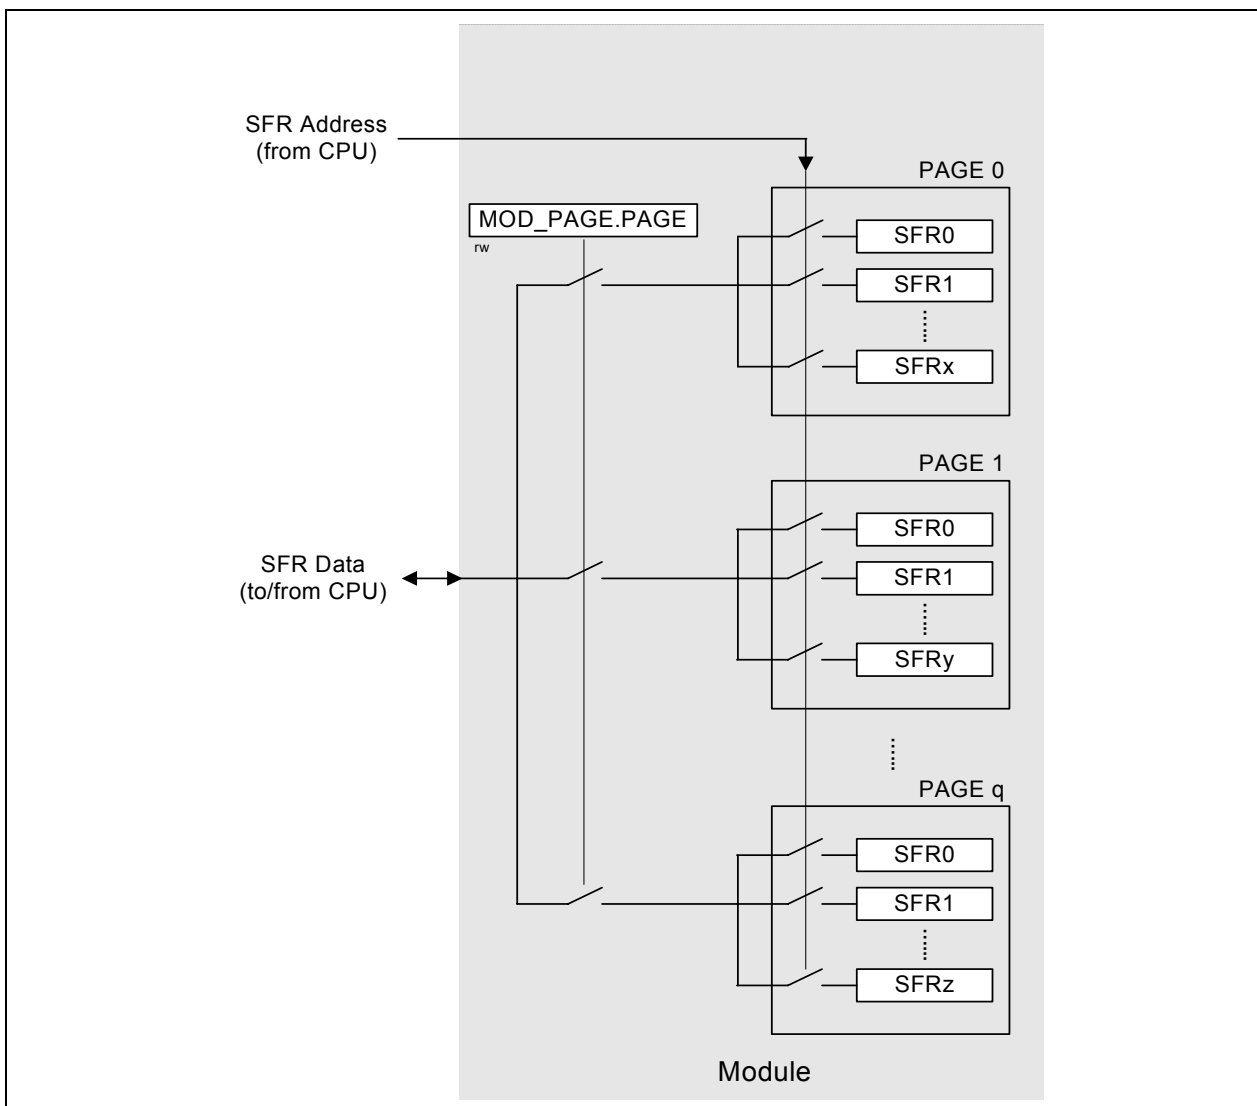 SFR Address
(from CPU)
PAGE 0
MOD_PAGE.PAGE
rw
SFR0
SFR1
SFRx
PAGE 1
SFR0
SFR1
SFRy
SFR Data
(to/from CPU)
PAGE q
SFR0
SFR1
SFRz
Module